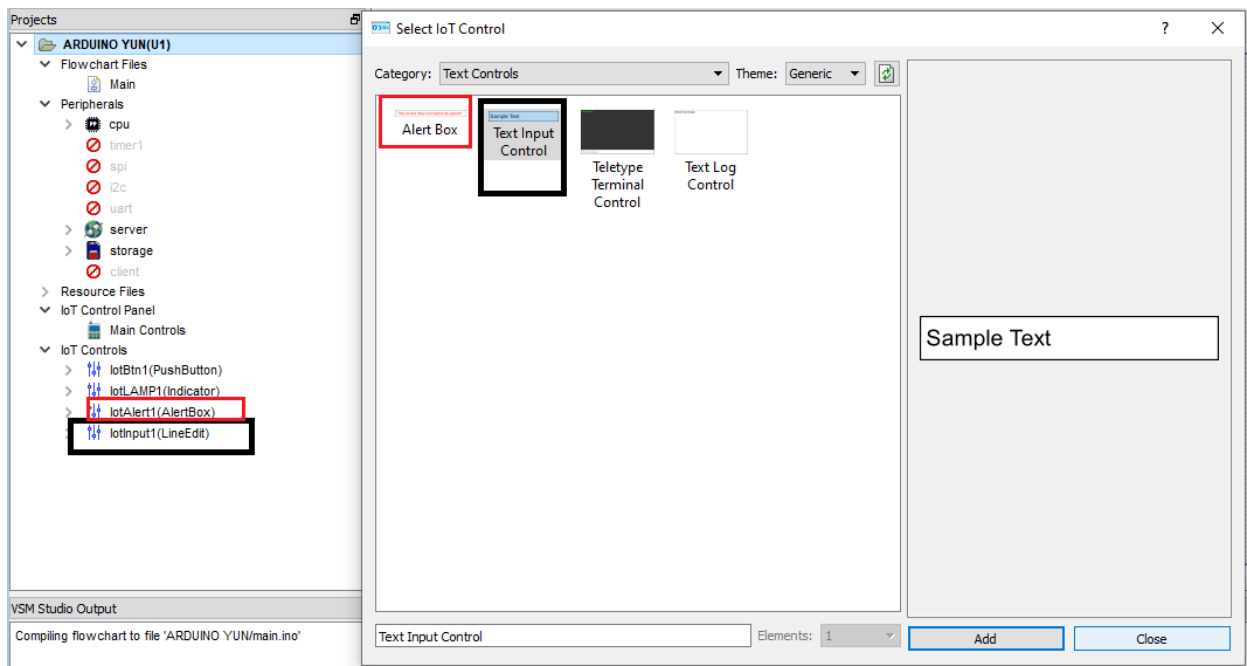 Projects
ARDUINO YUN(U1)
Flowchart Files
Main
Peripherals
cpu
timer1
spi
i2c
uart
server
storage
client
Resource Files
IoT Control Panel
Main Controls
IoT Controls
IotBtn1(PushButton)
IotLAMP1(Indicator)
IotAlert1(AlertBox)
IotInput1(LineEdit)
VSM Studio Output
Compiling flowchart to file 'ARDUINO YUN/main.ino'
Select IoT Control
Category: Text Controls Theme: Generic
Sample Text
Alert Box
Text Input
Control
Teletype
Terminal
Control
Text Log
Control
Sample Text
Text Input Control Elements: 1 Add Close